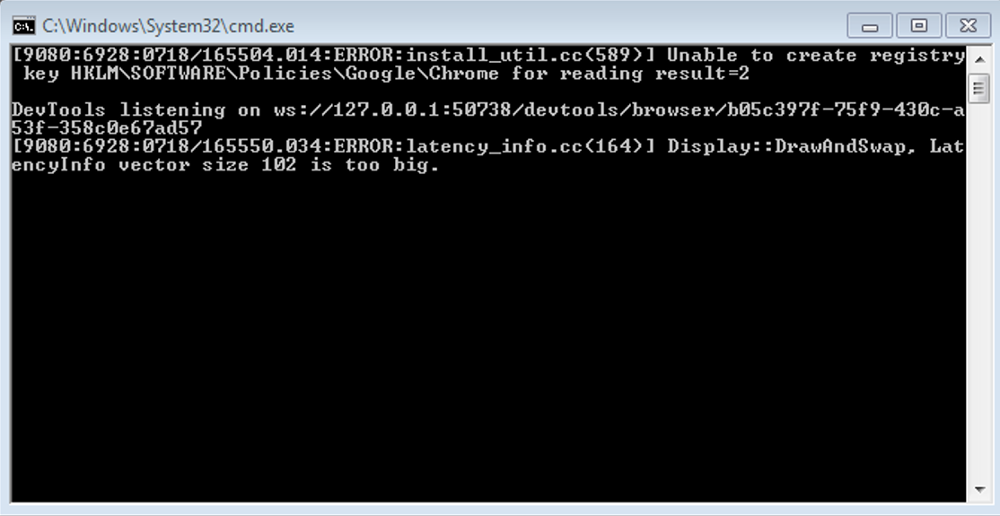 C:\Windows\System32\cmd.exe
[9080:6928:0718/165504.014:ERROR:install_util.cc(589)] Unable to create registry
 key HKLM\SOFTWARE\Policies\Google\Chrome for reading result=2
DevTools listening on ws://127.0.0.1:50738/devtools/browser/b05c397f-75f9-430c-a
53f-358c0e67ad57
[9080:6928:0718/165550.034:ERROR:latency_info.cc(164)] Display::DrawAndSwap, Lat
encyInfo vector size 102 is too big.